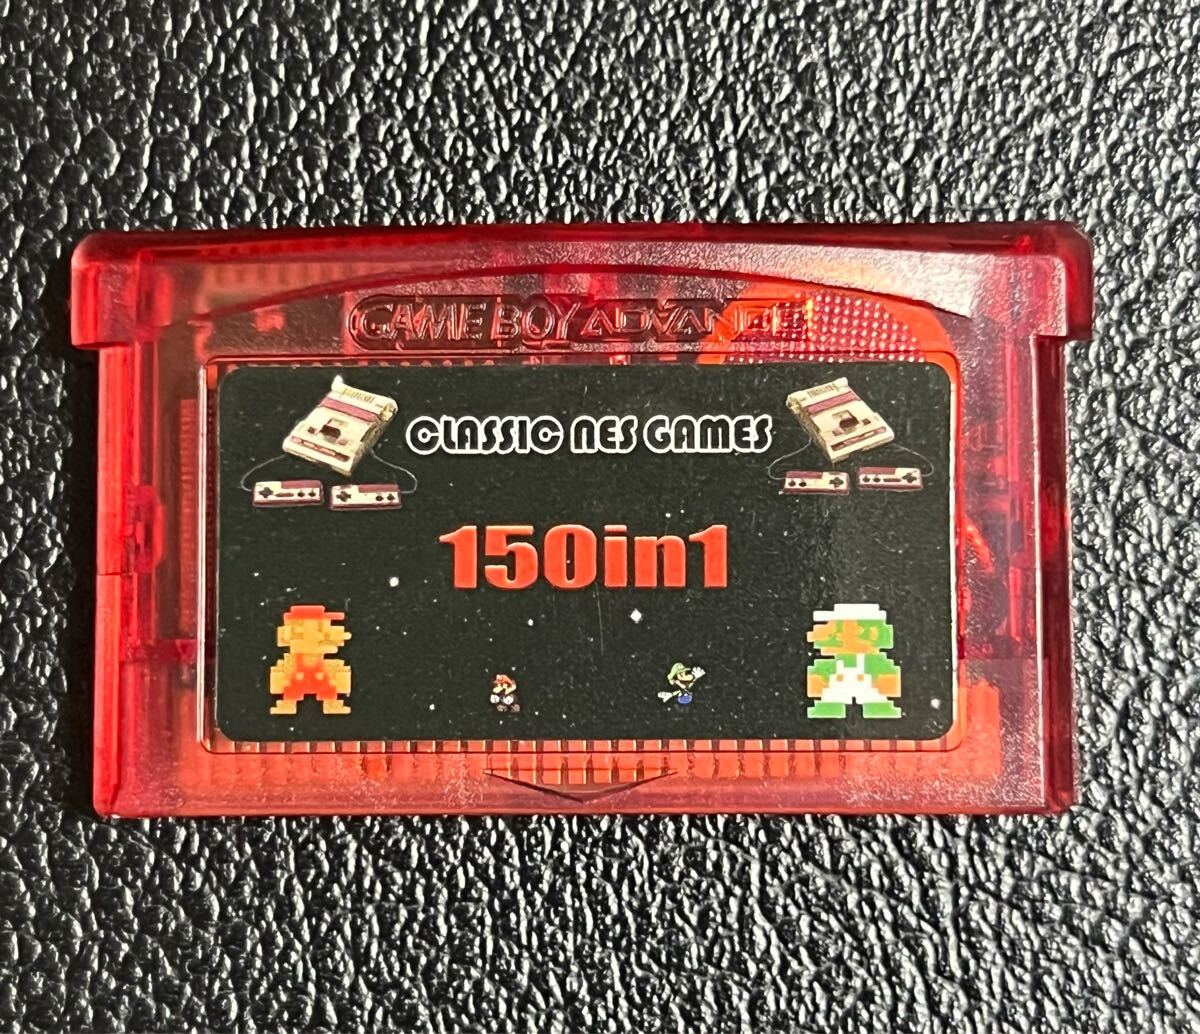 GAME BOY ADVANCE
CLASSIC NES GAMES
150in1